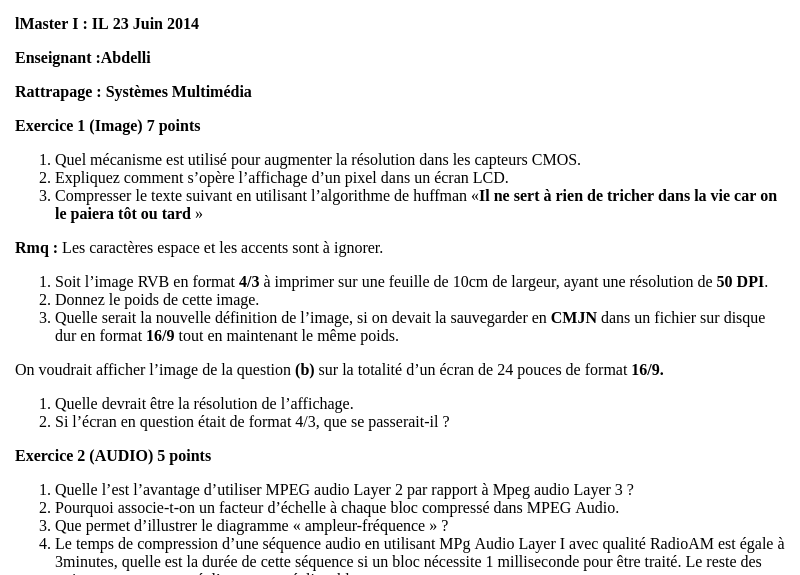 lMaster I : IL 23 Juin 2014
Enseignant :Abdelli
Rattrapage : Systèmes Multimédia
Exercice 1 (Image) 7 points
1. Quel mécanisme est utilisé pour augmenter la résolution dans les capteurs CMOS.
2. Expliquez comment s’opère l’affichage d’un pixel dans un écran LCD.
3. Compresser le texte suivant en utilisant l’algorithme de huffman «Il ne sert à rien de tricher dans la vie car on
le paiera tôt ou tard »
Rmq : Les caractères espace et les accents sont à ignorer.
1. Soit l’image RVB en format 4/3 à imprimer sur une feuille de 10cm de largeur, ayant une résolution de 50 DPI.
2. Donnez le poids de cette image.
3. Quelle serait la nouvelle définition de l’image, si on devait la sauvegarder en CMJN dans un fichier sur disque
dur en format 16/9 tout en maintenant le même poids.
On voudrait afficher l’image de la question (b) sur la totalité d’un écran de 24 pouces de format 16/9.
1. Quelle devrait être la résolution de l’affichage.
2. Si l’écran en question était de format 4/3, que se passerait-il ?
Exercice 2 (AUDIO) 5 points
1. Quelle l’est l’avantage d’utiliser MPEG audio Layer 2 par rapport à Mpeg audio Layer 3 ?
2. Pourquoi associe-t-on un facteur d’échelle à chaque bloc compressé dans MPEG Audio.
3. Que permet d’illustrer le diagramme « ampleur-fréquence » ?
4. Le temps de compression d’une séquence audio en utilisant MPg Audio Layer I avec qualité RadioAM est égale à
3minutes, quelle est la durée de cette séquence si un bloc nécessite 1 milliseconde pour être traité. Le reste des